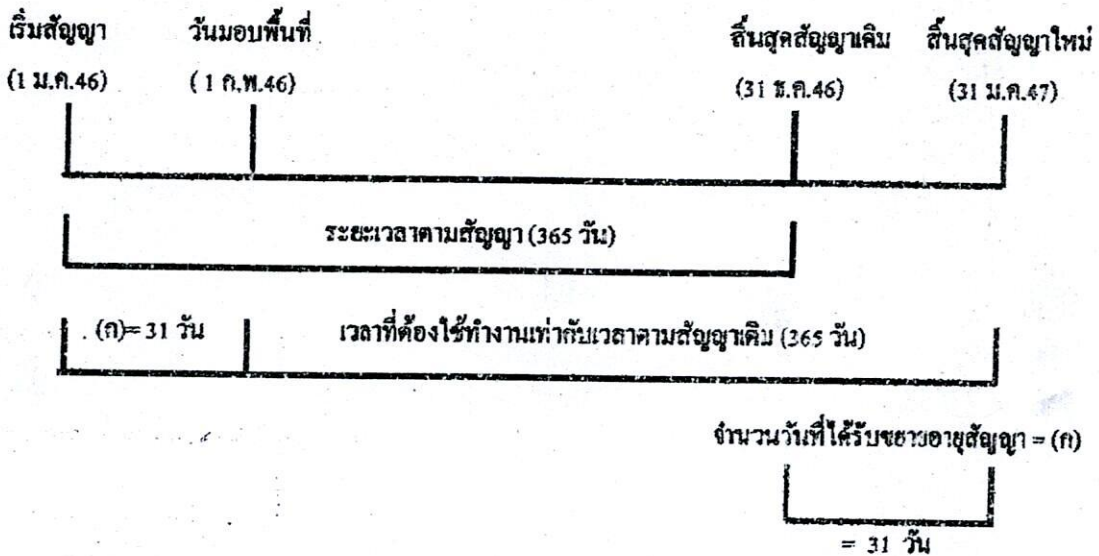 เริ่มสัญญา วันมอบพื้นที่ สิ้นสุดสัญญาเดิม สิ้นสุดสัญญาใหม่
(1 ม.ค.46) (1 ก.พ.46) (31 ธ.ค.46) (31 ม.ค.47)
ระยะเวลาตามสัญญา (365 วัน)
(ก)= 31 วัน เวลาที่ต้องใช้ทำงานเท่ากับเวลาตามสัญญาเดิม (365 วัน)
จำนวนวันที่ได้รับขยายอายุสัญญา = (ก)
= 31 วัน